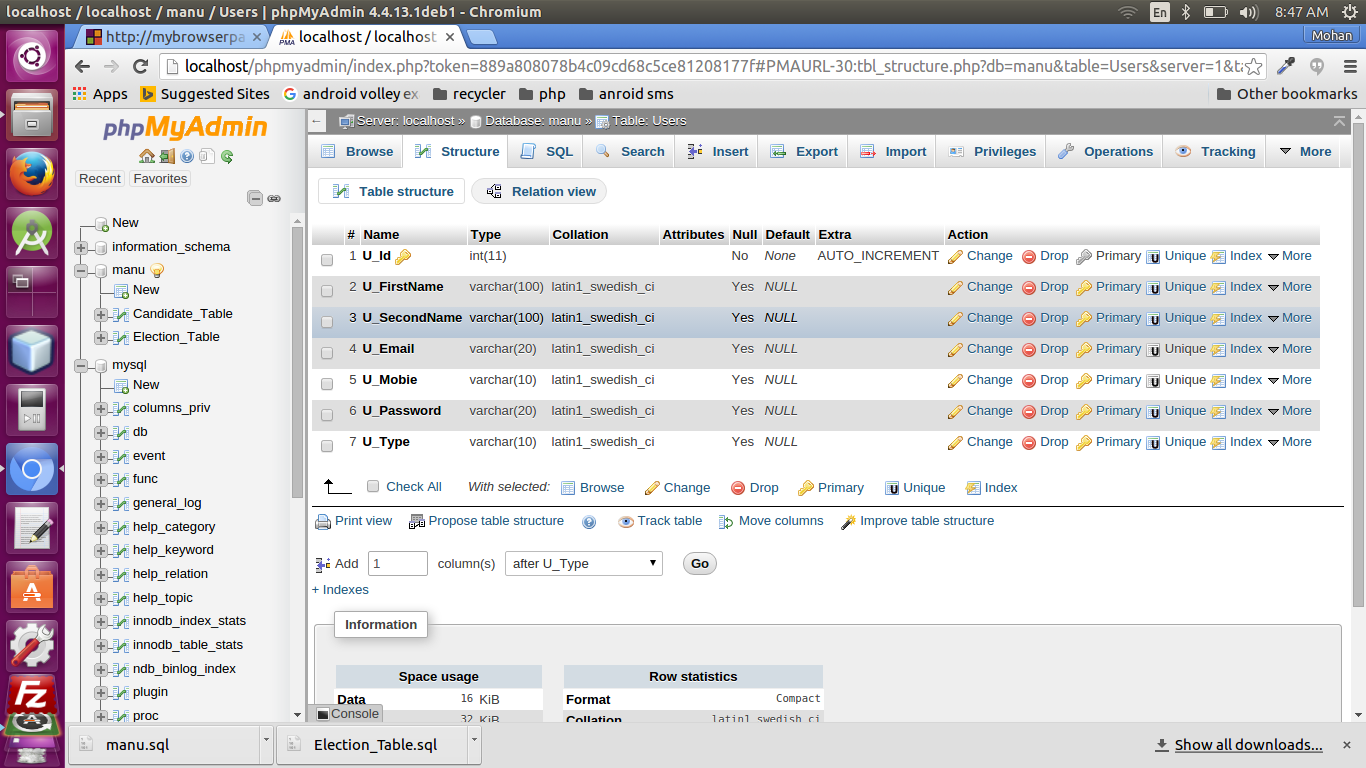 localhost / localhost / manu / Users | phpMyAdmin 4.4.13.1deb1 - Chromium
En
8:47 AM
http://mybrowserpa
localhost / localhost
Mohan
localhost/phpmyadmin/index.php?token=889a808078b4c09cd68c5ce81208177f#PMAURL-30:tbl_structure.php?db=manu&table=Users&server=1&ta
Apps
Suggested Sites
android volley ex
recycler
php
anroid sms
Other bookmarks
phpMyAdmin
Recent
Favorites
New
information_schema
manu
New
Candidate_Table
Election_Table
mysql
New
columns_priv
db
event
func
general_log
help_category
help_keyword
help_relation
help_topic
innodb_index_stats
innodb_table_stats
ndb_binlog_index
plugin
proc
Server: localhost » Database: manu » Table: Users
Browse Structure SQL Search Insert Export Import Privileges Operations Tracking More
Table structure Relation view
# Name Type Collation Attributes Null Default Extra Action
1 U_Id int(11) No None AUTO_INCREMENT Change Drop Primary Unique Index More
2 U_FirstName varchar(100) latin1_swedish_ci Yes NULL Change Drop Primary Unique Index More
3 U_SecondName varchar(100) latin1_swedish_ci Yes NULL Change Drop Primary Unique Index More
4 U_Email varchar(20) latin1_swedish_ci Yes NULL Change Drop Primary Unique Index More
5 U_Mobie varchar(10) latin1_swedish_ci Yes NULL Change Drop Primary Unique Index More
6 U_Password varchar(20) latin1_swedish_ci Yes NULL Change Drop Primary Unique Index More
7 U_Type varchar(10) latin1_swedish_ci Yes NULL Change Drop Primary Unique Index More
Check All With selected: Browse Change Drop Primary Unique Index
Print view Propose table structure Track table Move columns Improve table structure
Add 1 column(s) after U_Type Go
+ Indexes
Information
Space usage
Data 16 KiB
32 KiB
Row statistics
Format Compact
Collation latin1_swedish_ci
Console
manu.sql
Election_Table.sql
Show all downloads...